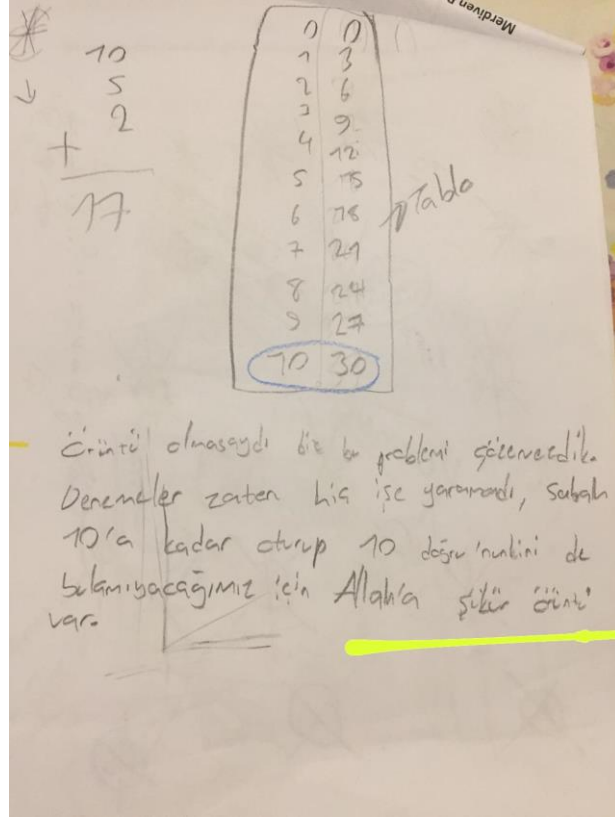 Merdiven
10
5
2
+
17
0 0
1 3
2 6
3 9
4 12
5 15
6 18
7 21
8 24
9 27
10 30
Tablo
Örüntü olmasaydı biz bu problemi çözemezdik.
Denemeler zaten hiç işe yaramadı, sabah
10'a kadar oturup 10 doğru'nunkini de
bulamıyacağımız için Allah'a şükür örüntü
var.